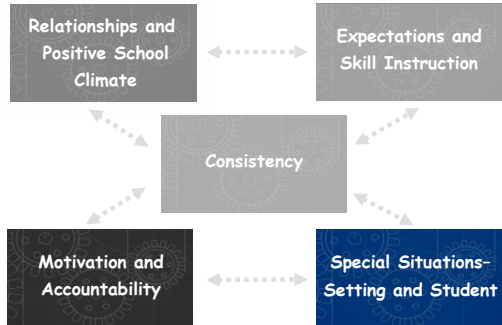 Relationships and
Positive School
Climate
Expectations and
Skill Instruction
Consistency
Motivation and
Accountability
Special Situations-
Setting and Student